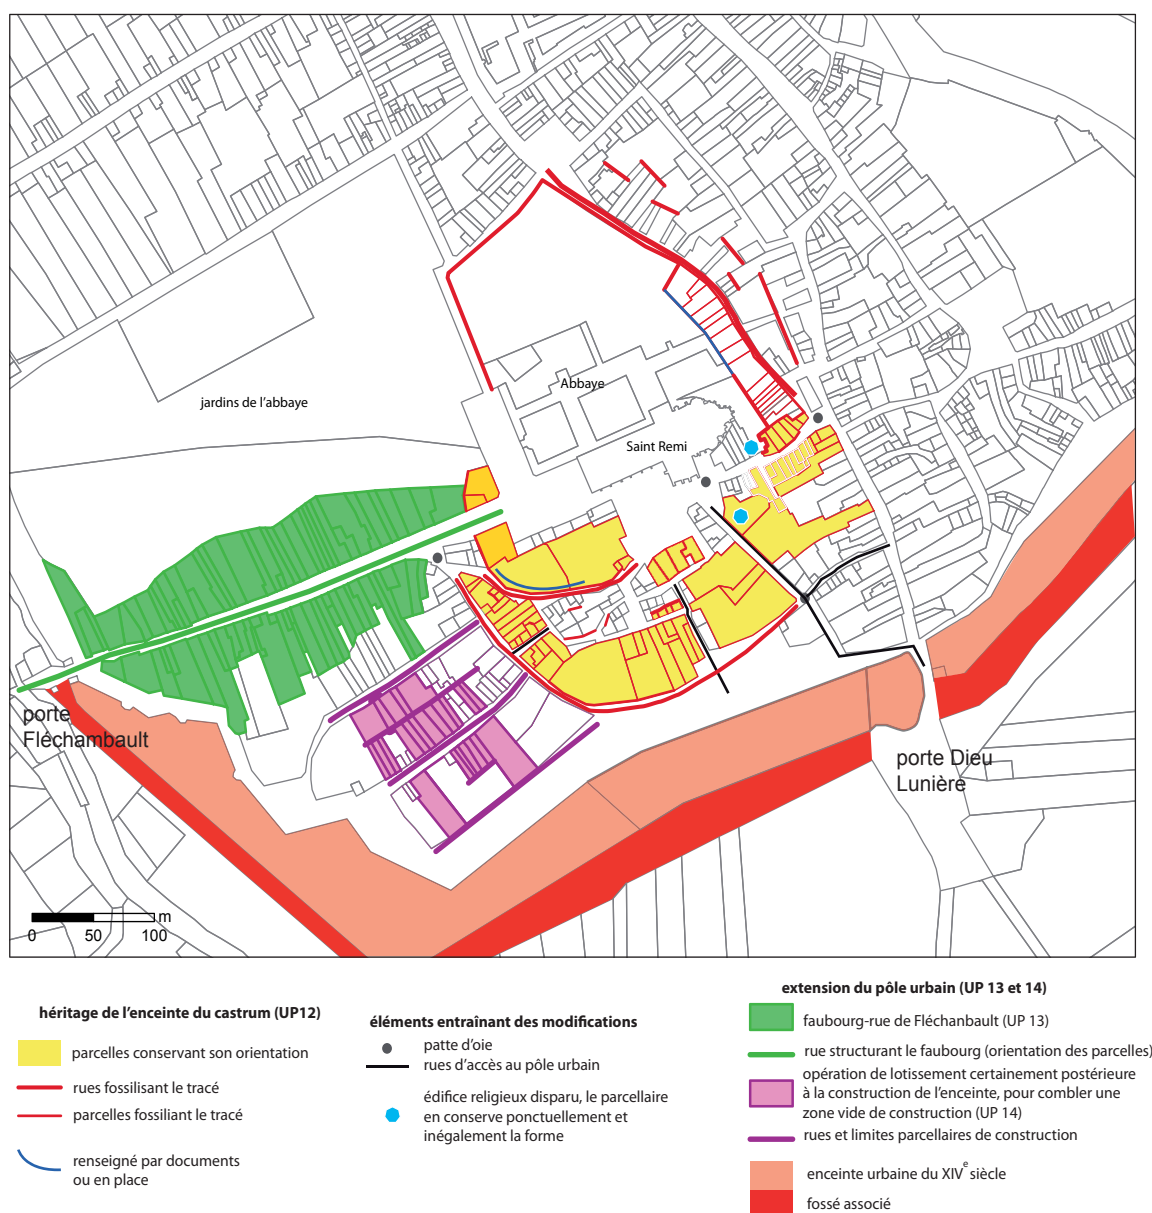 jardins de l'abbaye
Abbaye
Saint Remi
porte
Fléchambault
porte Dieu
Lunière
m
0 50 100
héritage de l'enceinte du castrum (UP12)
parcelles conservant son orientation
rues fossilisant le tracé
parcelles fossiliant le tracé
renseigné par documents
ou en place
éléments entraînant des modifications
patte d'oie
rues d'accès au pôle urbain
édifice religieux disparu, le parcellaire
en conserve ponctuellement et
inégalement la forme
extension du pôle urbain (UP 13 et 14)
faubourg-rue de Fléchanbault (UP 13)
rue structurant le faubourg (orientation des parcelles)
opération de lotissement certainement postérieure
à la construction de l'enceinte, pour combler une
zone vide de construction (UP 14)
rues et limites parcellaires de construction
enceinte urbaine du XIVe siècle
fossé associé